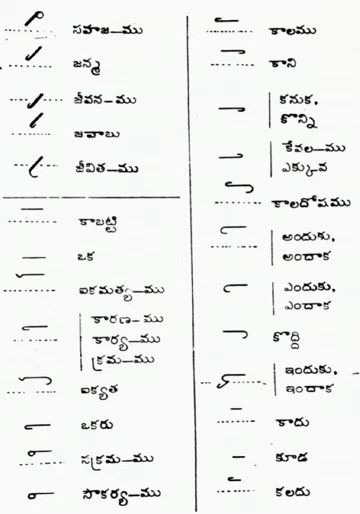 సహజ—ము
జన్మ
జీవన-ము
జవాబు
జీవిత—ము
కాబట్టి
ఒక
ఐకమత్య—ము
కారణ-ము
కార్య—ము
క్రమ—ము
ఐక్యత
ఒకరు
సక్రమ—ము
సౌకర్య—ము
కాలము
కాని
కనుక,
కొన్ని
కేవల—ము
ఎక్కువ
కాలదోషము
అందుకు,
అందాక
ఎందుకు,
ఎందాక
కొద్ది
ఇందుకు,
ఇందాక
కాదు
కూడ
కలదు